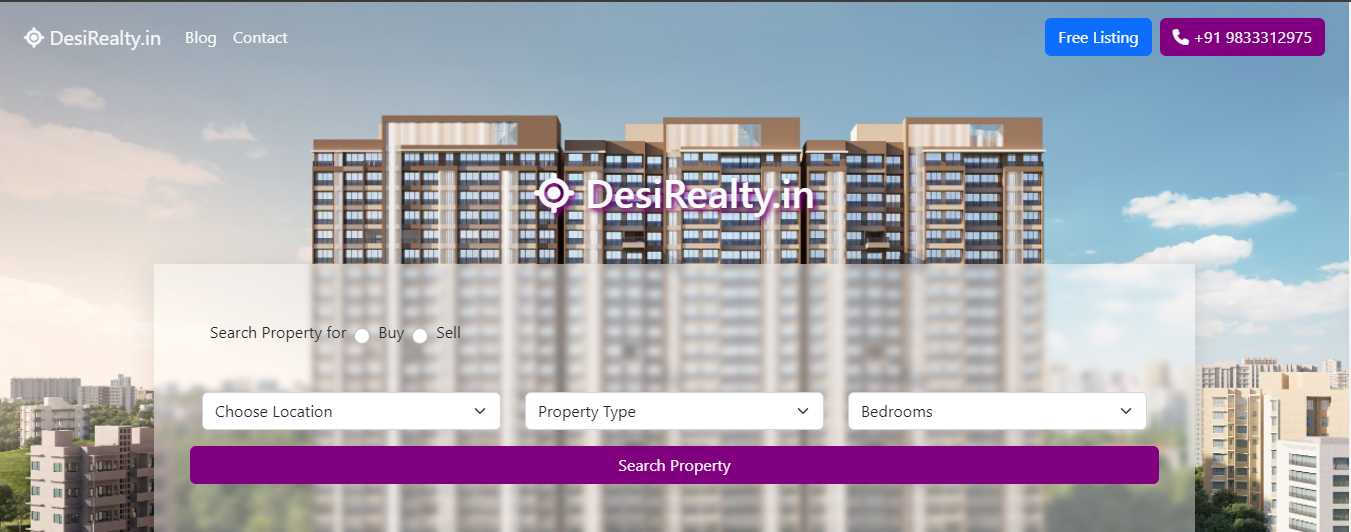 DesiRealty.in Blog Contact Free Listing +91 9833312975
DesiRealty.in
Search Property for Buy Sell
Choose Location Property Type Bedrooms
Search Property